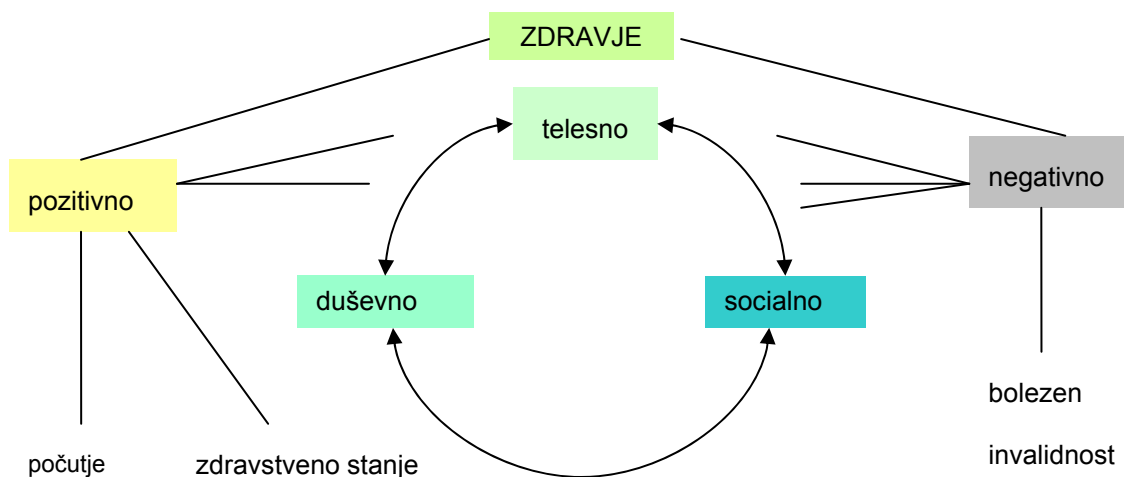 ZDRAVJE
telesno
pozitivno
negativno
duševno
socialno
bolezen
počutje
zdravstveno stanje
invalidnost